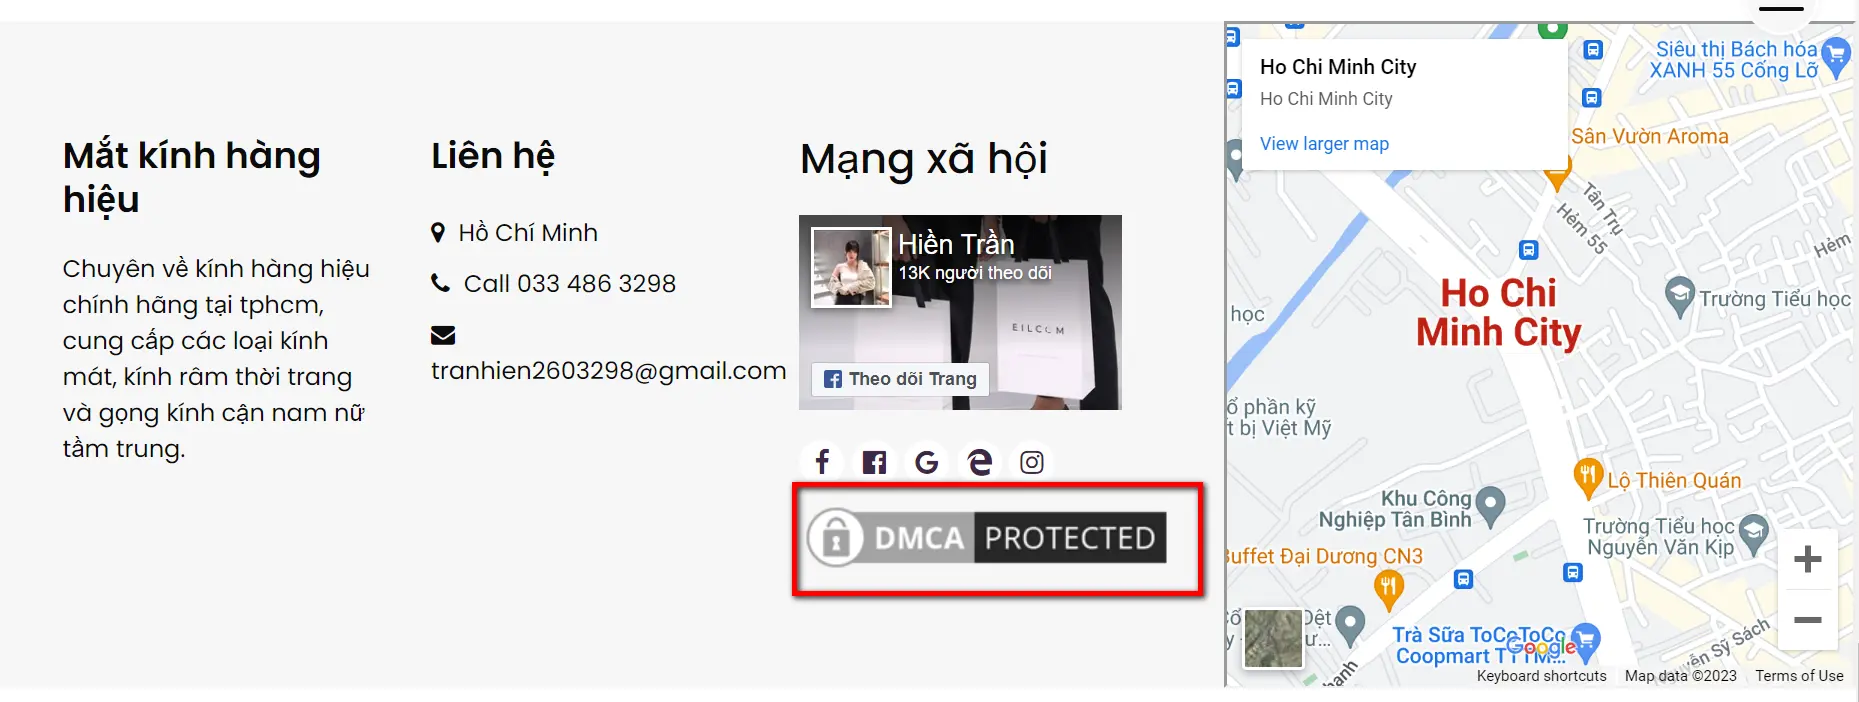 Mắt kính hàng
hiệu
Chuyên về kính hàng hiệu
chính hãng tại tphcm,
cung cấp các loại kính
mát, kính râm thời trang
và gọng kính cận nam nữ
tầm trung.
Liên hệ
Hồ Chí Minh
Call 033 486 3298
tranhien2603298@gmail.com
Mạng xã hội
Hiền Trần
13K người theo dõi
EILCOM
Theo dõi Trang
DMCA PROTECTED
Ho Chi Minh City
Ho Chi Minh City
View larger map
Siêu thị Bách hóa
XANH 55 Cống Lỡ
Sân Vườn Aroma
Tân Trụ
Hẻm 55
Hẻm
Ho Chi
Minh City
Trường Tiểu học
học
ổ phần kỹ
t bị Việt Mỹ
Lộ Thiên Quán
Khu Công
Nghiệp Tân Bình
Trường Tiểu học
Nguyễn Văn Kịp
Buffet Đại Dương CN3
Dệt
Trà Sữa ToCoToCo
Coopmart
Google
ễn Sỹ Sách
hanh
Keyboard shortcuts
Map data ©2023
Terms of Use